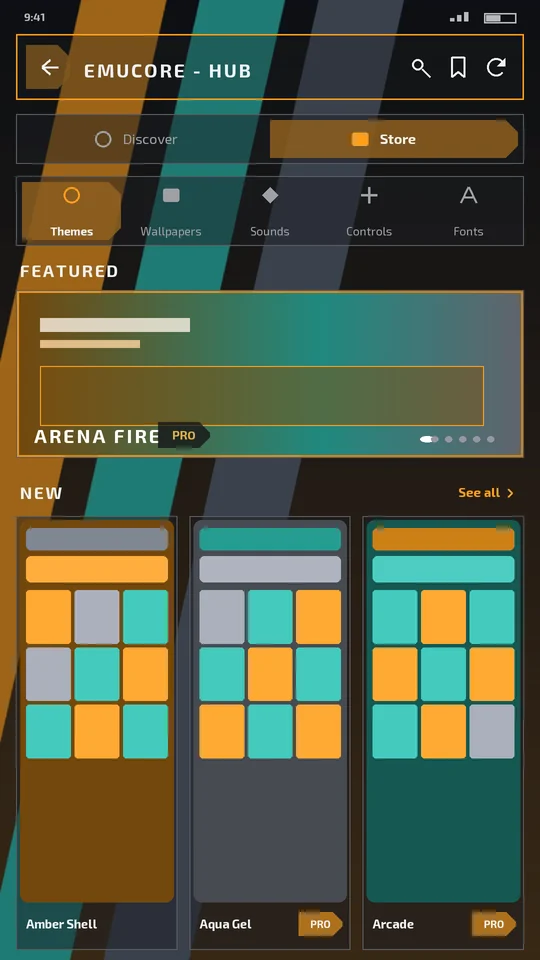 9:41
EMUCORE - HUB
Discover
Store
Themes
Wallpapers
Sounds
Controls
Fonts
FEATURED
ARENA FIRE
PRO
NEW
See all
Amber Shell
Aqua Gel
PRO
Arcade
PRO